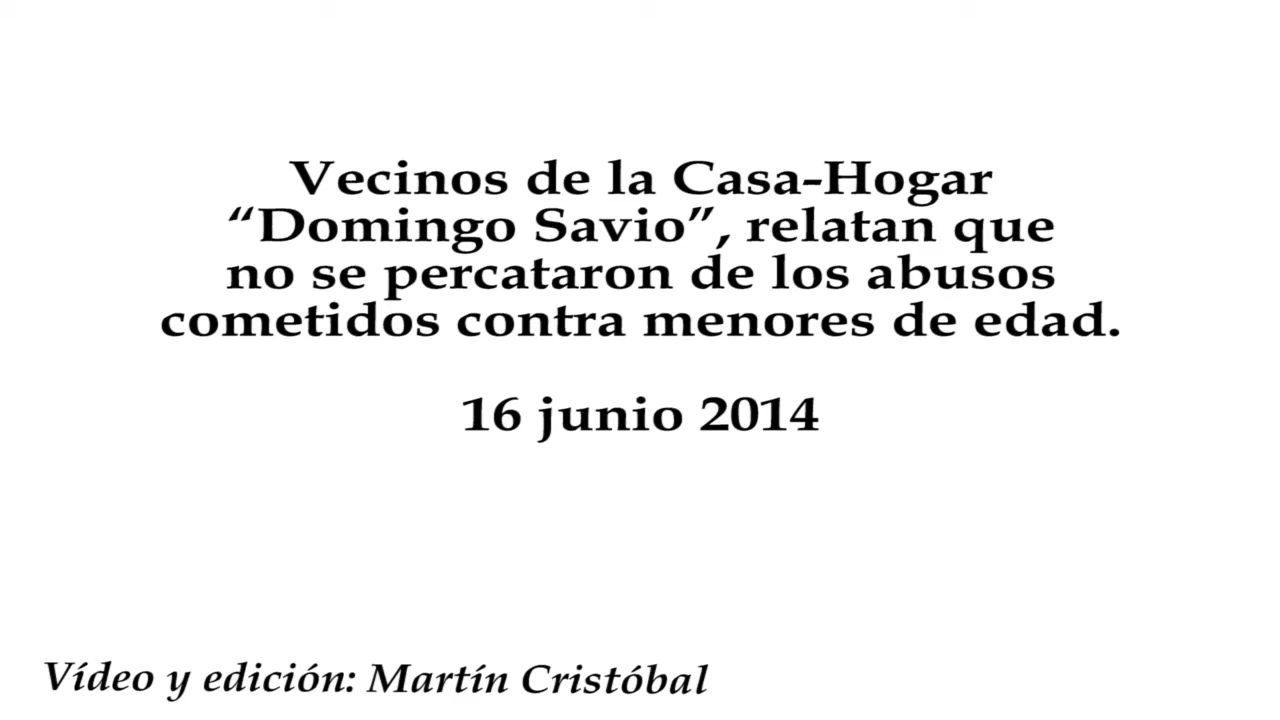 Vecinos de la Casa-Hogar
“Domingo Savio”, relatan que
no se percataron de los abusos
cometidos contra menores de edad.
16 junio 2014
Vídeo y edición: Martín Cristóbal